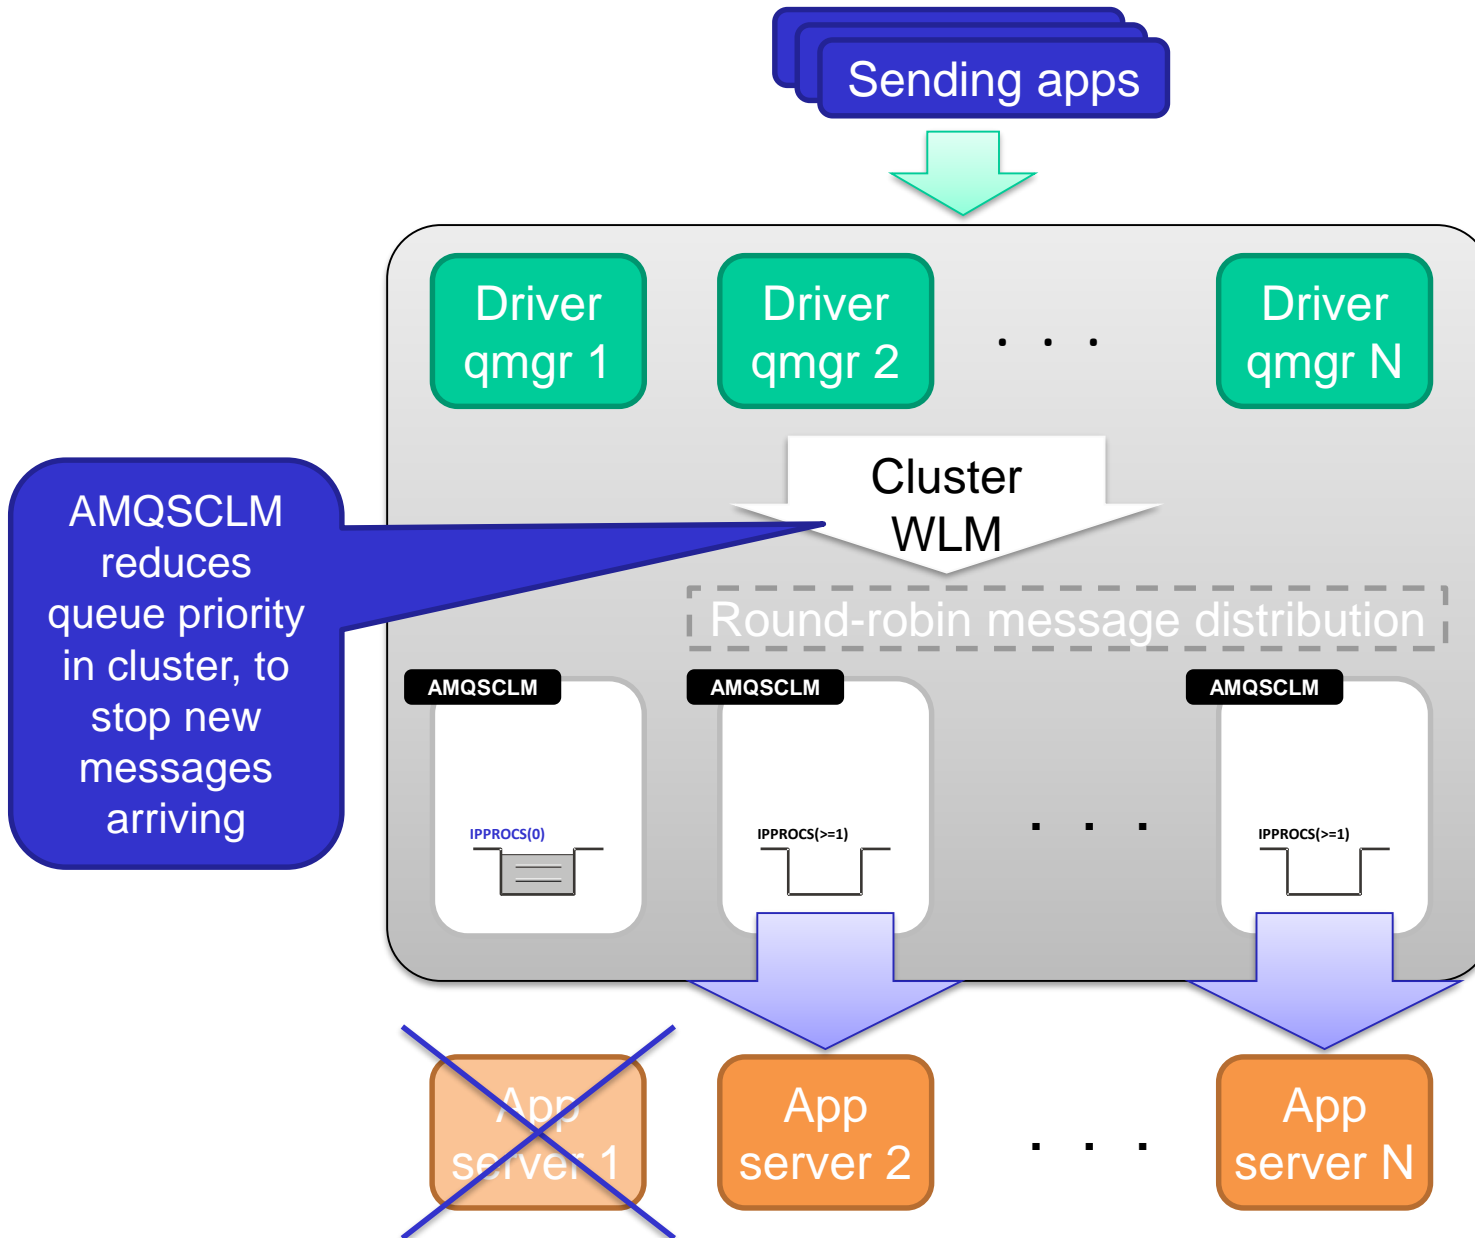 Sending apps
Driver
qmgr 1
Driver
qmgr 2
. . .
Driver
qmgr N
Cluster
WLM
AMQSCLM
reduces
queue priority
in cluster, to
stop new
messages
arriving
Round-robin message distribution
AMQSCLM
AMQSCLM
AMQSCLM
IPPROCS(0)
IPPROCS(>=1)
. . .
IPPROCS(>=1)
App
server 1
App
server 2
. . .
App
server N